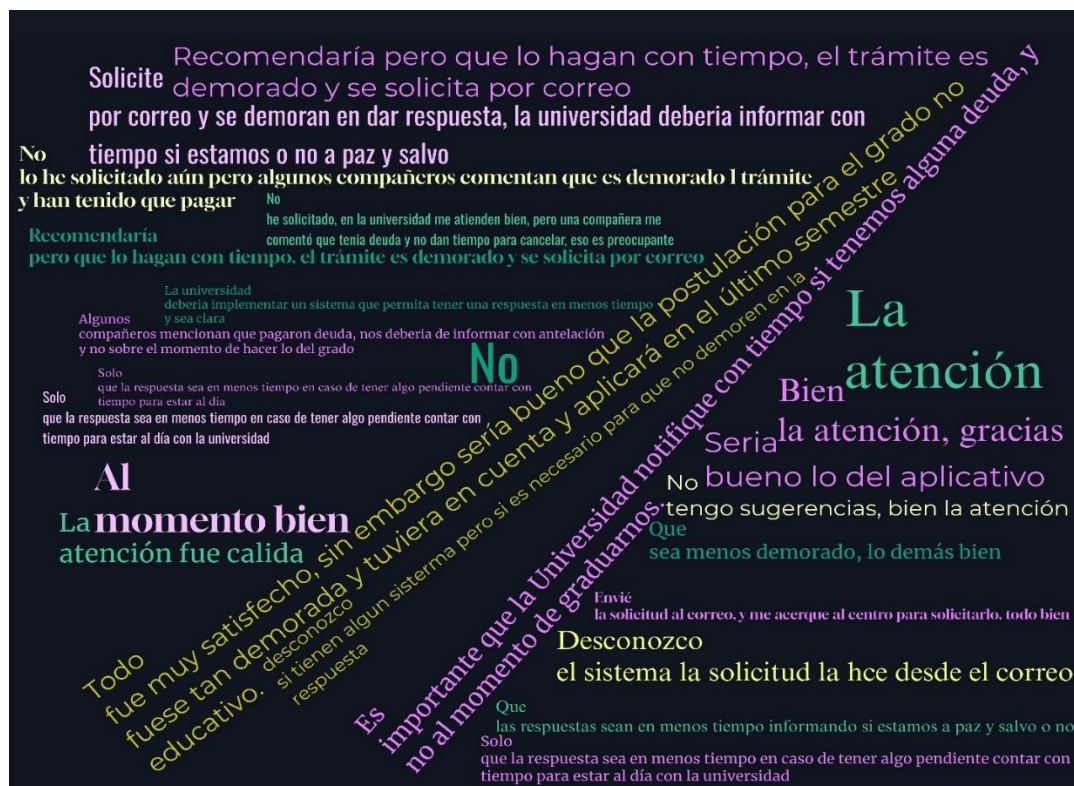 Recomendaría pero que lo hagan con tiempo, el trámite es
demorado y se solicita por correo
Solicite
por correo y se demoran en dar respuesta, la universidad deberia informar con
tiempo si estamos o no a paz y salvo
No
lo he solicitado aún pero algunos compañeros comentan que es demorado l trámite
y han tenido que pagar
No
he solicitado, en la universidad me atienden bien, pero una compañera me
comentó que tenia deuda y no dan tiempo para cancelar, eso es preocupante
Recomendaría
pero que lo hagan con tiempo, el trámite es demorado y se solicita por correo
La universidad
deberia implementar un sistema que permita tener una respuesta en menos tiempo
y sea clara
Algunos
compañeros mencionan que pagaron deuda, nos deberia de informar con antelación
y no sobre el momento de hacer lo del grado
No
Solo
que la respuesta sea en menos tiempo en caso de tener algo pendiente contar con
tiempo para estar al día
Solo
que la respuesta sea en menos tiempo en caso de tener algo pendiente contar con
tiempo para estar al día con la universidad
Al
momento bien
La
atención fue calida
Todo
fue muy satisfecho, sin embargo sería bueno que la postulación para el grado no
fuese tan demorada y tuviera en cuenta y aplicará en el último semestre
educativo.
desconozco
si tienen algun sisterma pero si es necesario para que no demoren en la
respuesta
Es
importante que la Universidad notifique con tiempo si tenemos alguna deuda, y
no al momento de graduarnos
La
atención
Bien
la atención, gracias
Seria
bueno lo del aplicativo
No
tengo sugerencias, bien la atención
Que
sea menos demorado, lo demás bien
Envié
la solicitud al correo, y me acerque al centro para solicitarlo, todo bien
Desconozco
el sistema la solicitud la hce desde el correo
Que
las respuestas sean en menos tiempo informando si estamos a paz y salvo o no
Solo
que la respuesta sea en menos tiempo en caso de tener algo pendiente contar con
tiempo para estar al día con la universidad